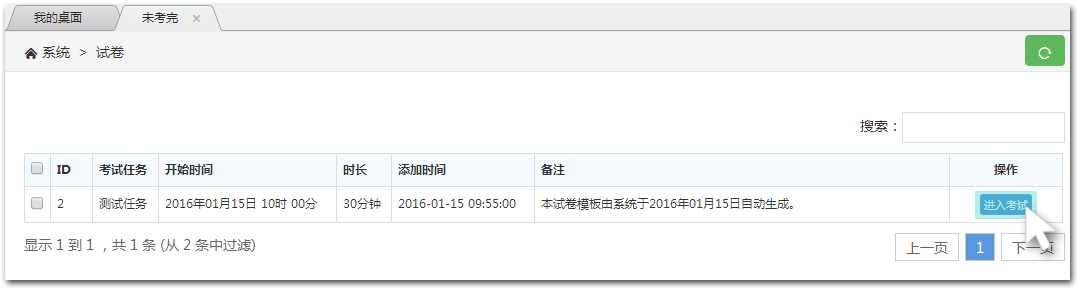 我的桌面 未考完 ×
系统 > 试卷
搜索：
ID 考试任务 开始时间 时长 添加时间 备注 操作
2 测试任务 2016年01月15日 10时 00分 30分钟 2016-01-15 09:55:00 本试卷模板由系统于2016年01月15日自动生成。 进入考试
显示 1 到 1 ，共 1 条 (从 2 条中过滤) 上一页 1 下一页